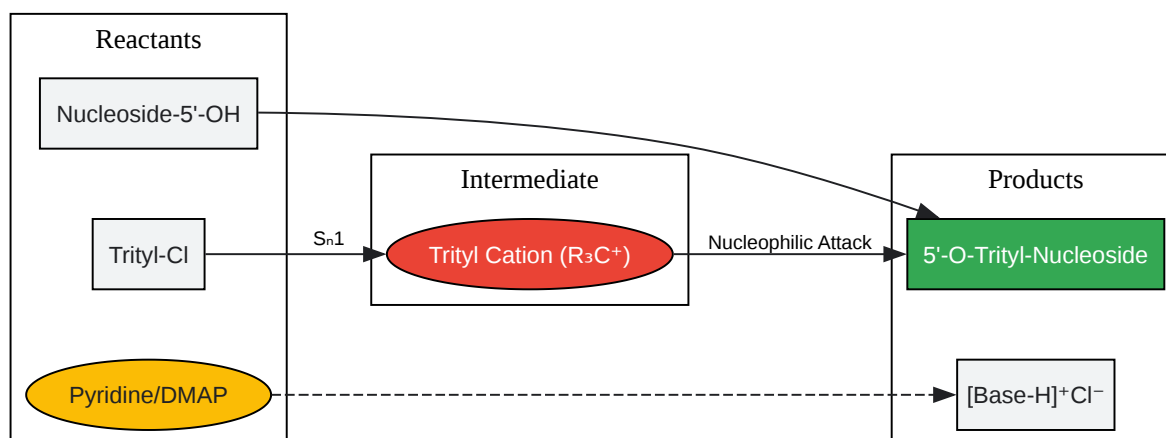 Reactants
Nucleoside-5'-OH
Intermediate
Products
Trityl-Cl
Sₙ1
Trityl Cation (R₃C⁺)
Nucleophilic Attack
5'-O-Trityl-Nucleoside
Pyridine/DMAP
[Base-H]⁺Cl⁻